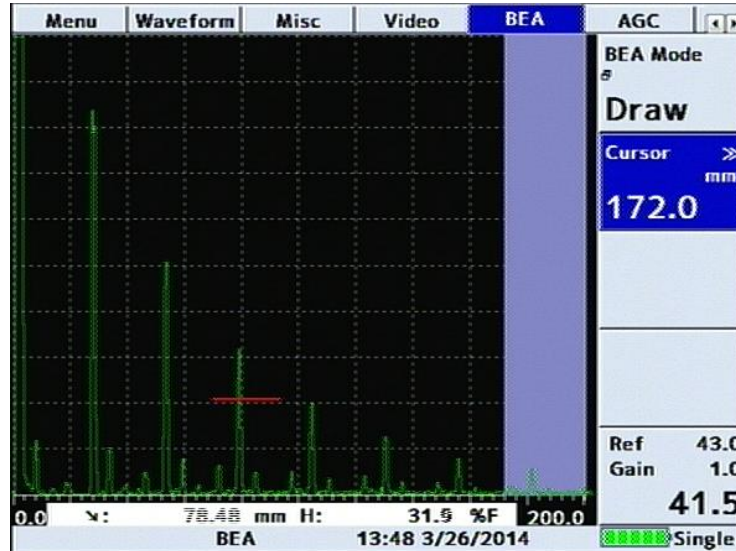 Menu Waveform Misc Video BEA AGC
BEA Mode
Draw
Cursor
mm
172.0
Ref 43.0
Gain 1.0
41.5
0.0 : 78.48 mm H: 31.9 %F 200.0
BEA 13:48 3/26/2014 Single